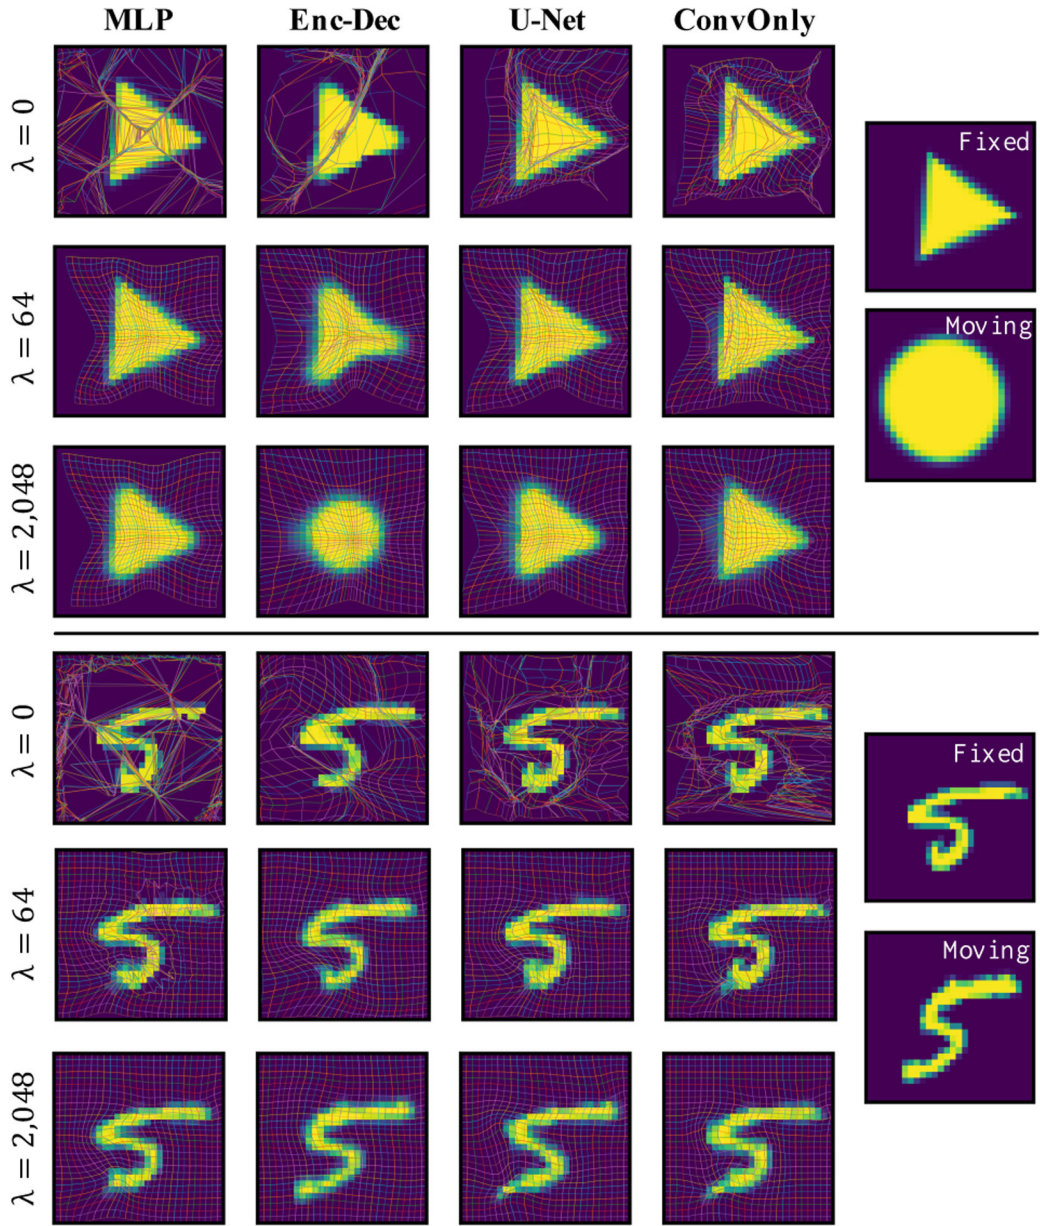 MLP Enc-Dec U-Net ConvOnly
λ = 0
Fixed
λ = 64
Moving
λ = 2,048
λ = 0
Fixed
λ = 64
Moving
λ = 2,048